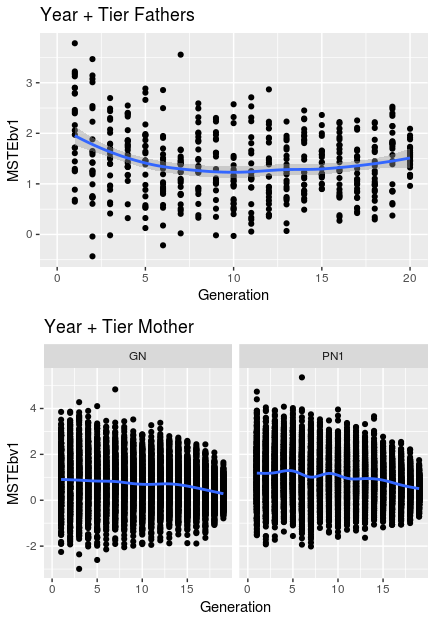 Year + Tier Fathers
MSTEbv1
3
2
1
0
0 5 10 15 20
Generation
Year + Tier Mother
GN PN1
MSTEbv1
4
2
0
-2
0 5 10 15 0 5 10 15
Generation